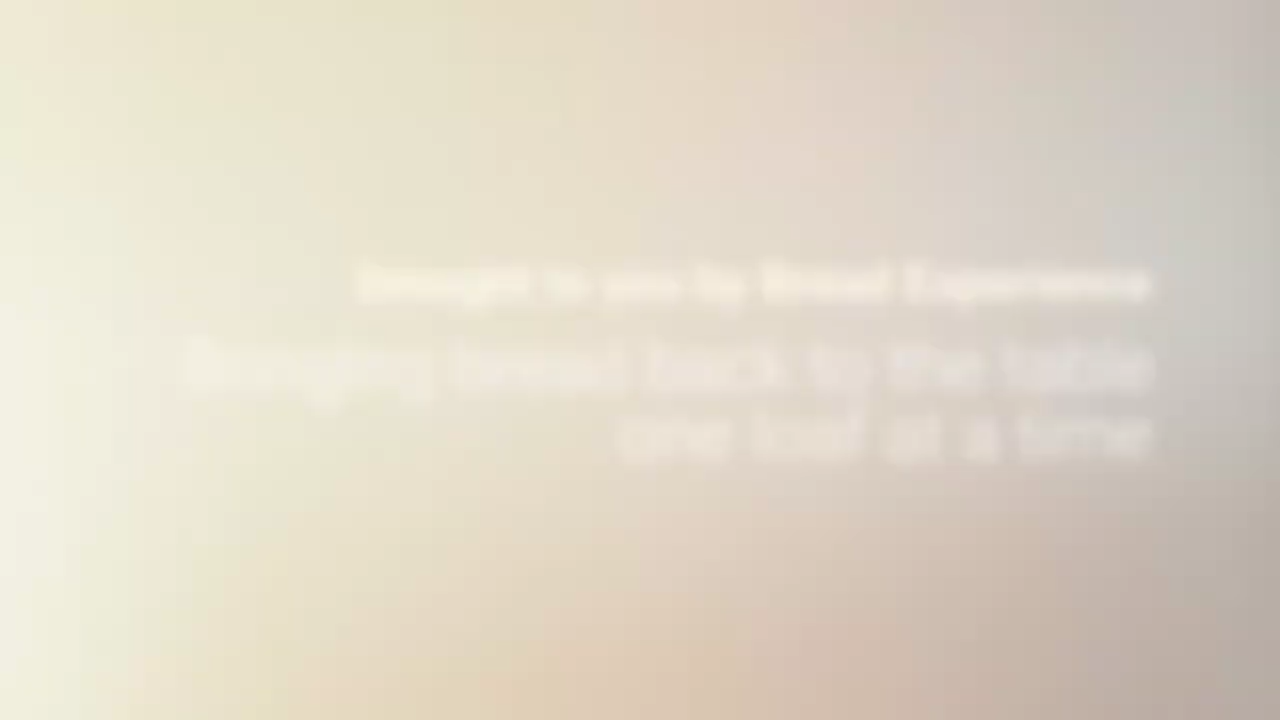 brought to you by Bread Experience
bringing bread back to the table
one loaf at a time